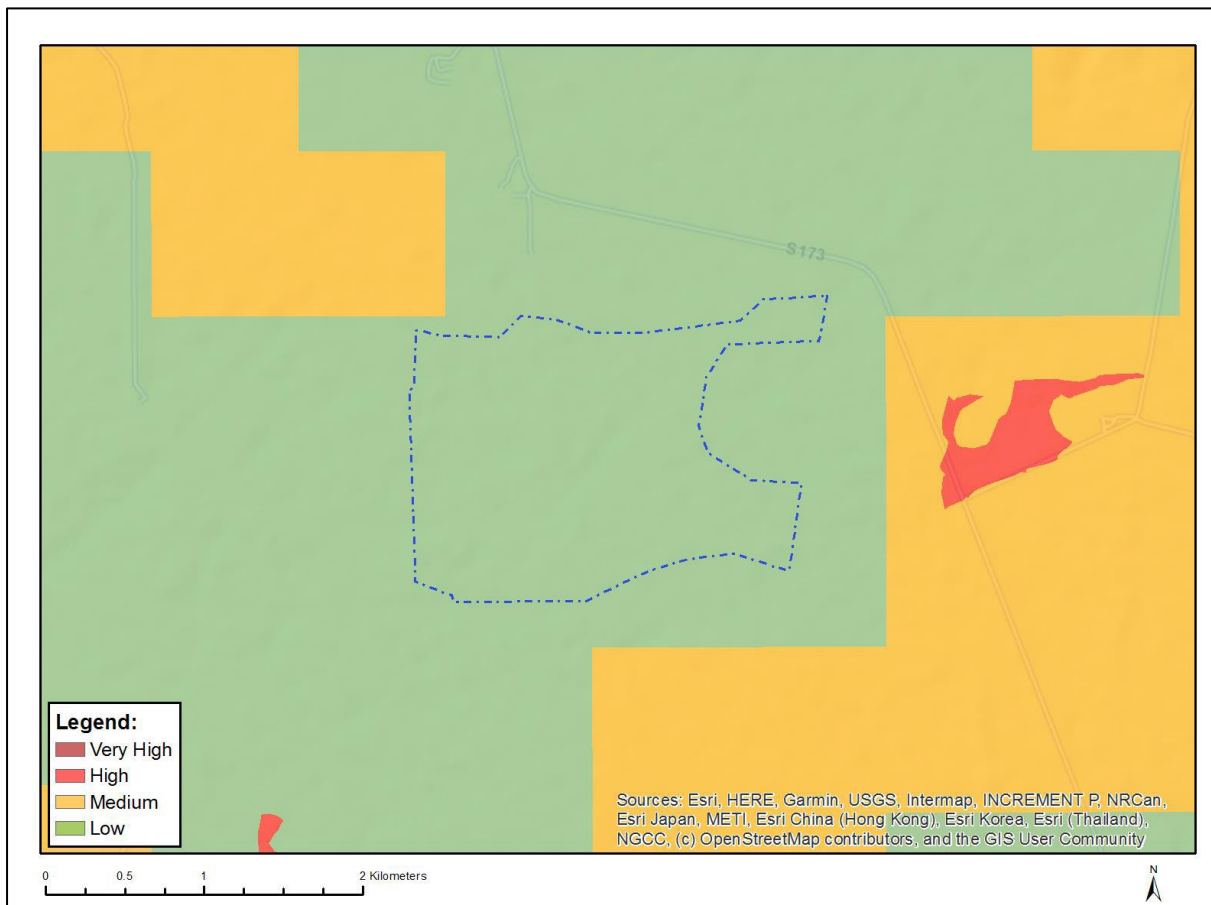 S173
Legend:
Very High
High
Medium
Low
Sources: Esri, HERE, Garmin, USGS, Intermap, INCREMENT P, NRCan,
Esri Japan, METI, Esri China (Hong Kong), Esri Korea, Esri (Thailand),
NGCC, (c) OpenStreetMap contributors, and the GIS User Community
0 0.5 1 2 Kilometers
N